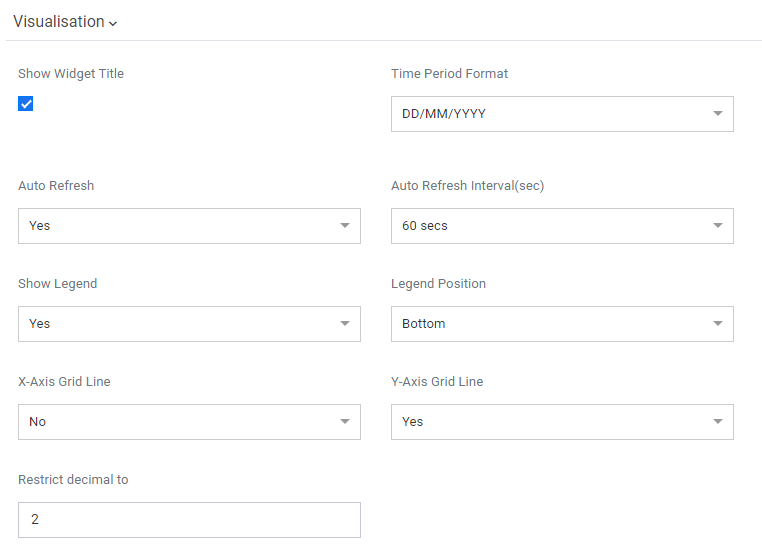 Visualisation
Show Widget Title
Time Period Format
DD/MM/YYYY
Auto Refresh
Auto Refresh Interval(sec)
Yes
60 secs
Show Legend
Legend Position
Yes
Bottom
X-Axis Grid Line
Y-Axis Grid Line
No
Yes
Restrict decimal to
2